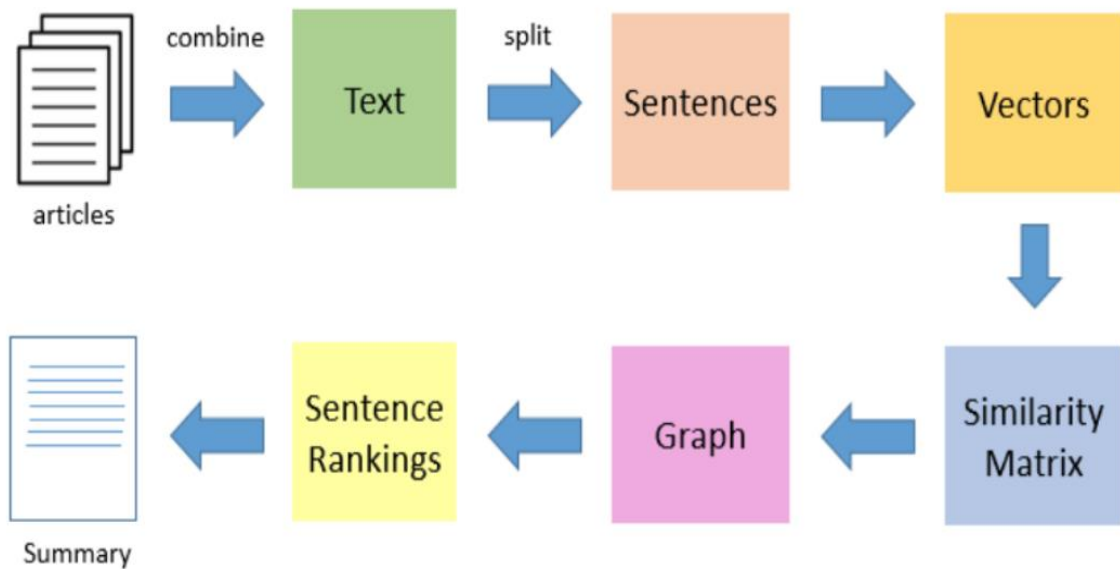 combine
split
Text
Sentences
Vectors
articles
Similarity
Matrix
Graph
Sentence
Rankings
Summary